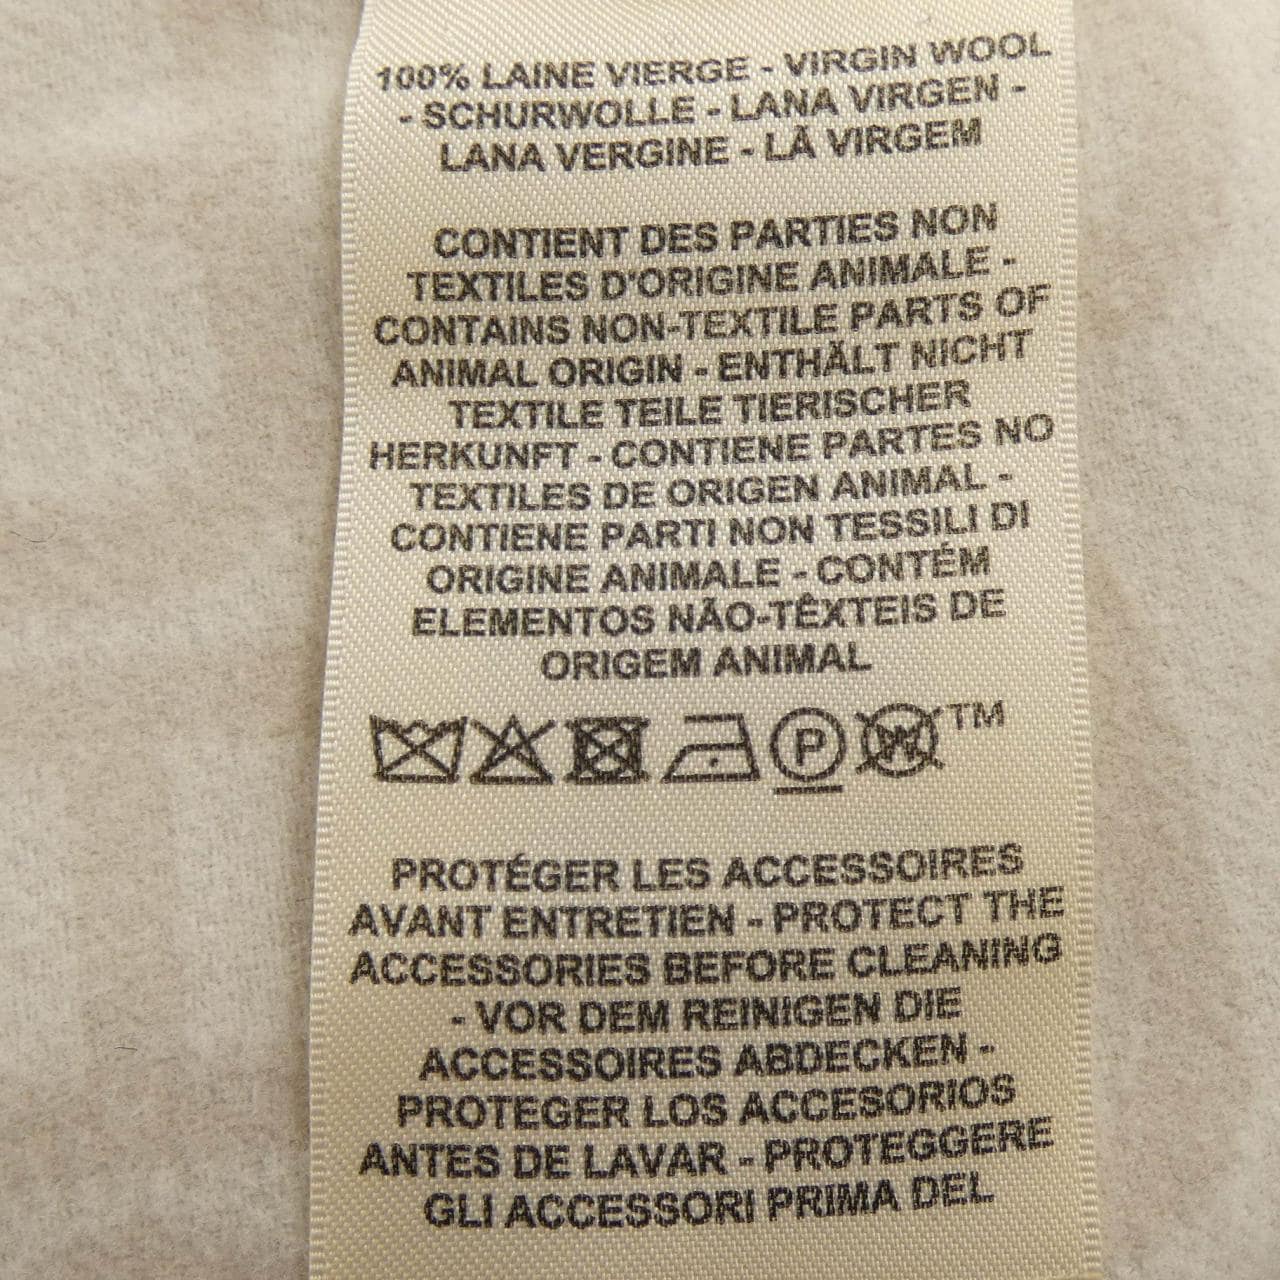 100% LAINE VIERGE - VIRGIN WOOL
- SCHURWOLLE - LANA VIRGEN -
LANA VERGINE - LÃ VIRGEM
CONTIENT DES PARTIES NON
TEXTILES D'ORIGINE ANIMALE -
CONTAINS NON-TEXTILE PARTS OF
ANIMAL ORIGIN - ENTHÄLT NICHT
TEXTILE TEILE TIERISCHER
HERKUNFT - CONTIENE PARTES NO
TEXTILES DE ORIGEN ANIMAL -
CONTIENE PARTI NON TESSILI DI
ORIGINE ANIMALE - CONTÉM
ELEMENTOS NÃO-TÊXTEIS DE
ORIGEM ANIMAL
P W TM
PROTÉGER LES ACCESSOIRES
AVANT ENTRETIEN - PROTECT THE
ACCESSORIES BEFORE CLEANING
- VOR DEM REINIGEN DIE
ACCESSOIRES ABDECKEN -
PROTEGER LOS ACCESORIOS
ANTES DE LAVAR - PROTEGGERE
GLI ACCESSORI PRIMA DEL